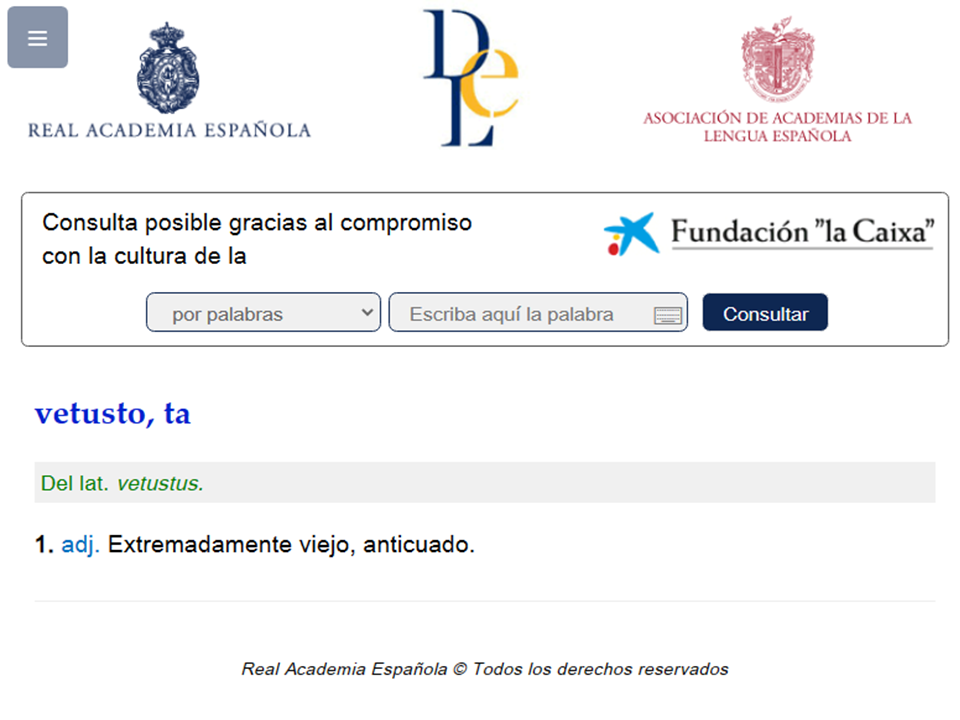 REAL ACADEMIA ESPAÑOLA
DLe
ASOCIACIÓN DE ACADEMIAS DE LA
LENGUA ESPAÑOLA
Consulta posible gracias al compromiso
con la cultura de la
Fundación ”la Caixa”
por palabras
Escriba aquí la palabra
Consultar
vetusto, ta
Del lat. vetustus.
1. adj. Extremadamente viejo, anticuado.
Real Academia Española © Todos los derechos reservados